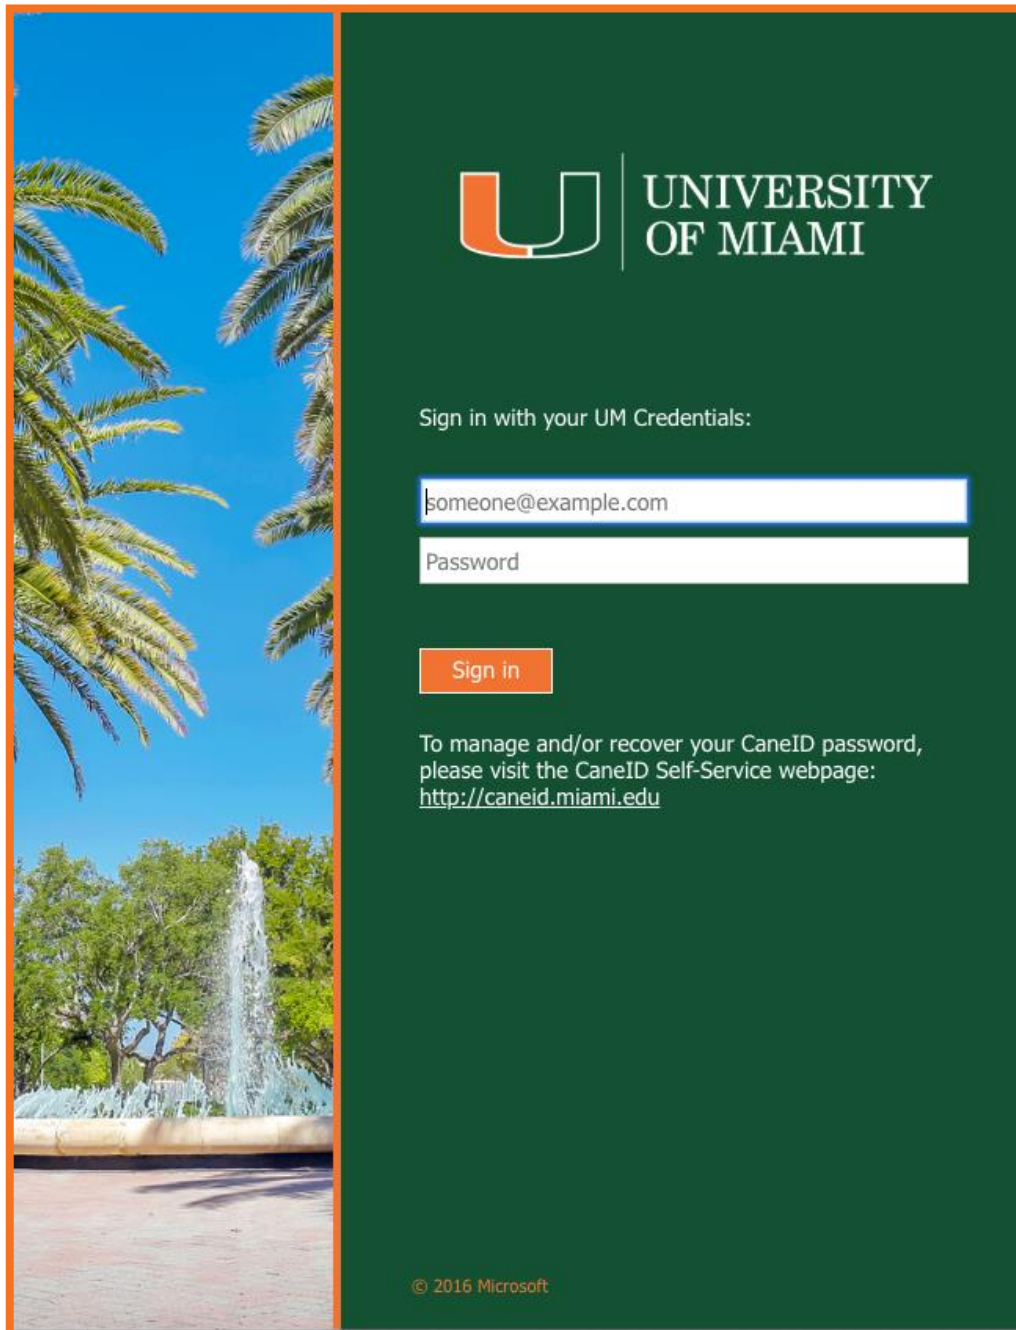 UNIVERSITY
OF MIAMI
Sign in with your UM Credentials:
someone@example.com
Password
Sign in
To manage and/or recover your CaneID password,
please visit the CaneID Self-Service webpage:
http://caneid.miami.edu
© 2016 Microsoft